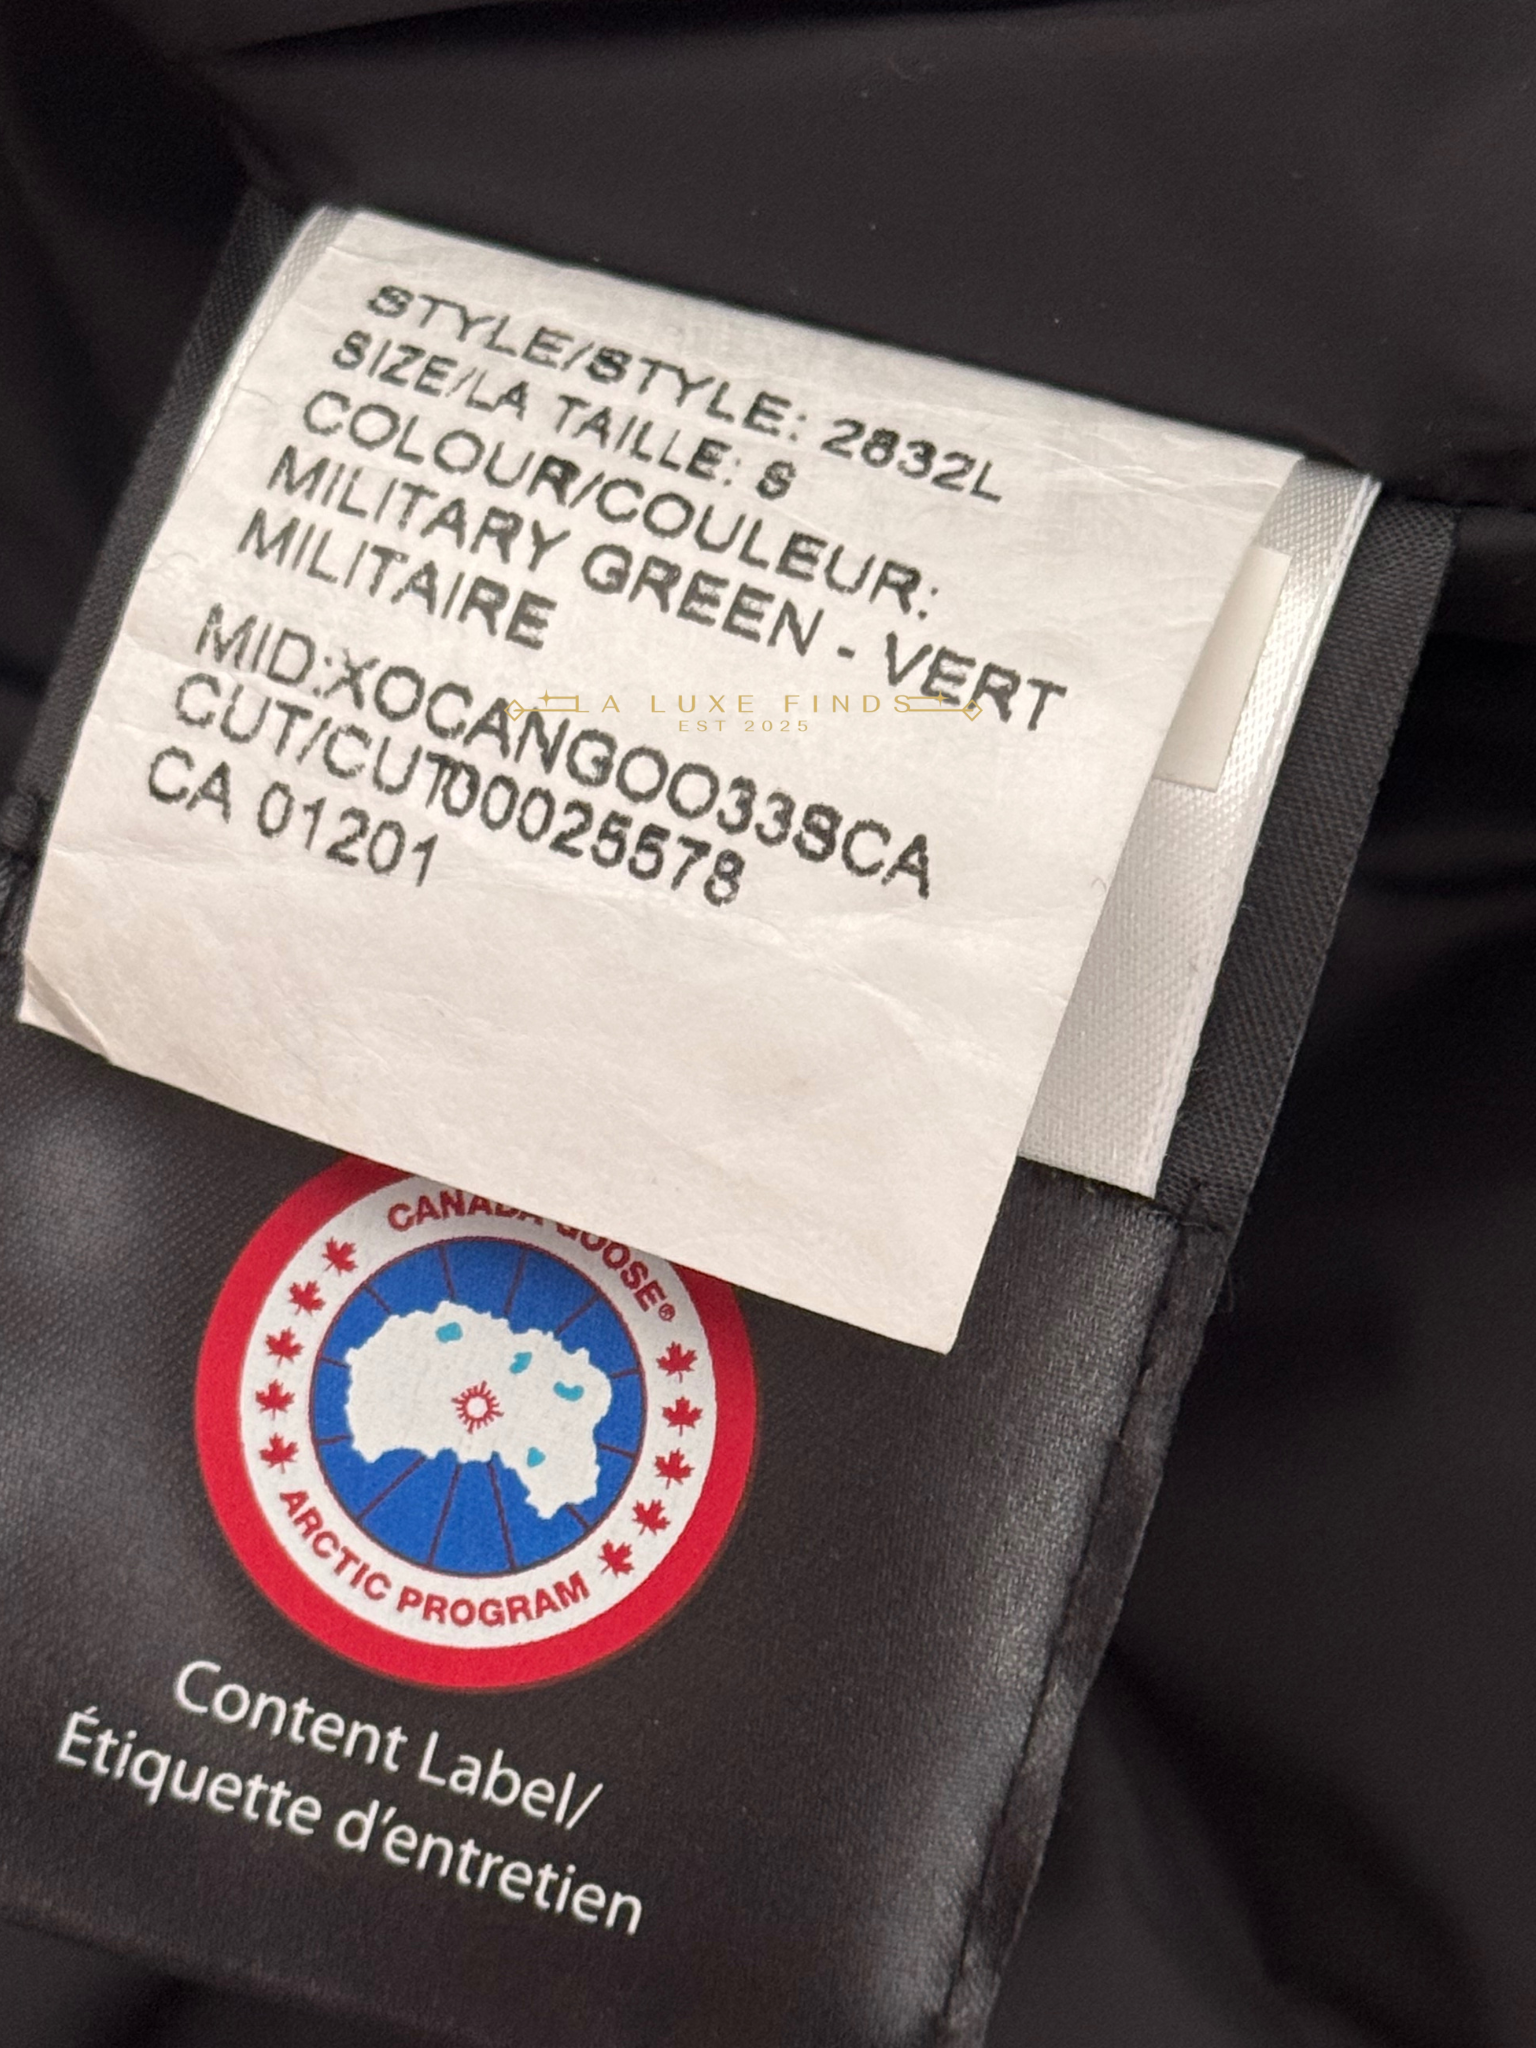 STYLE/STYLE: 2832L
SIZE/LA TAILLE: S
COLOUR/COULEUR:
MILITARY GREEN - VERT
MILITAIRE
MID:XOCANGOO33SCA
CUT/CUT00025578
CA 01201
LA LUXE FINDS
EST 2025
CANADA GOOSE®
ARCTIC PROGRAM
Content Label/
Étiquette d'entretien